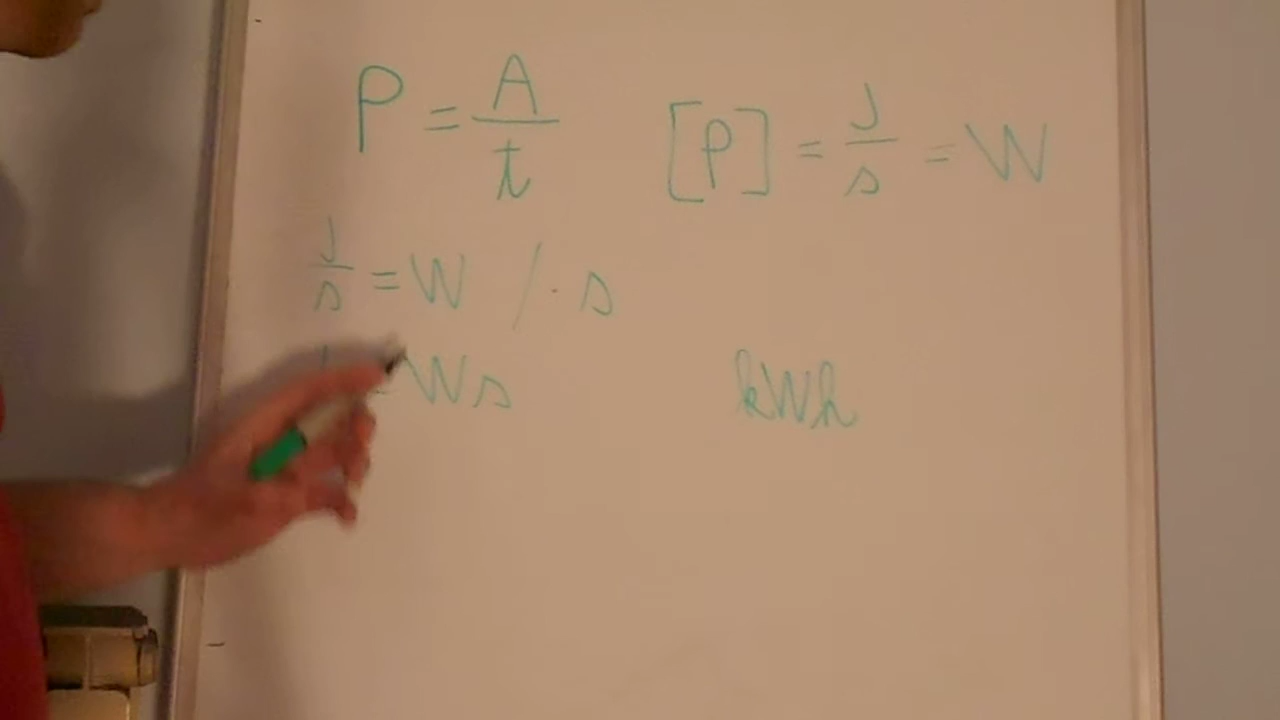 P = A/t [P] = J/s = W
J/s = W / · s
= Ws kWh